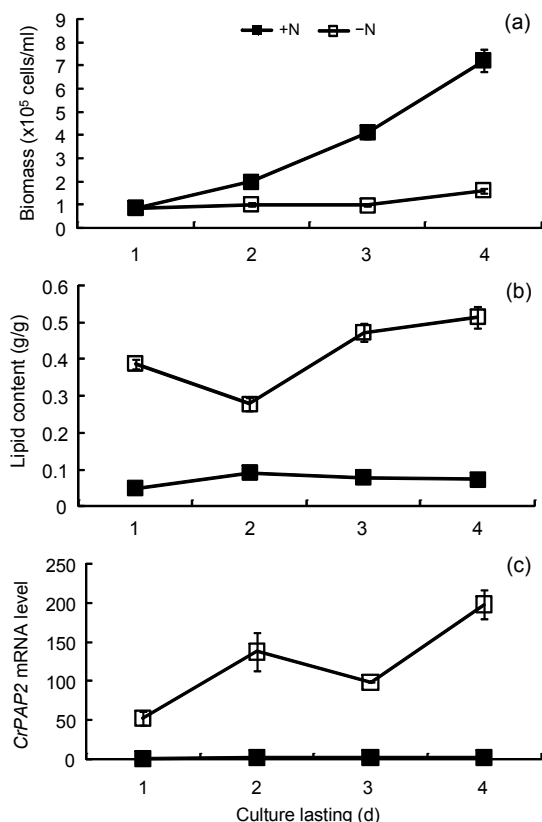 +N −N
(a)
Biomass (x10⁵ cells/ml)
9
8
7
6
5
4
3
2
1
0
1 2 3 4
(b)
Lipid content (g/g)
0.6
0.5
0.4
0.3
0.2
0.1
0
1 2 3 4
(c)
CrPAP2 mRNA level
250
200
150
100
50
0
1 2 3 4
Culture lasting (d)